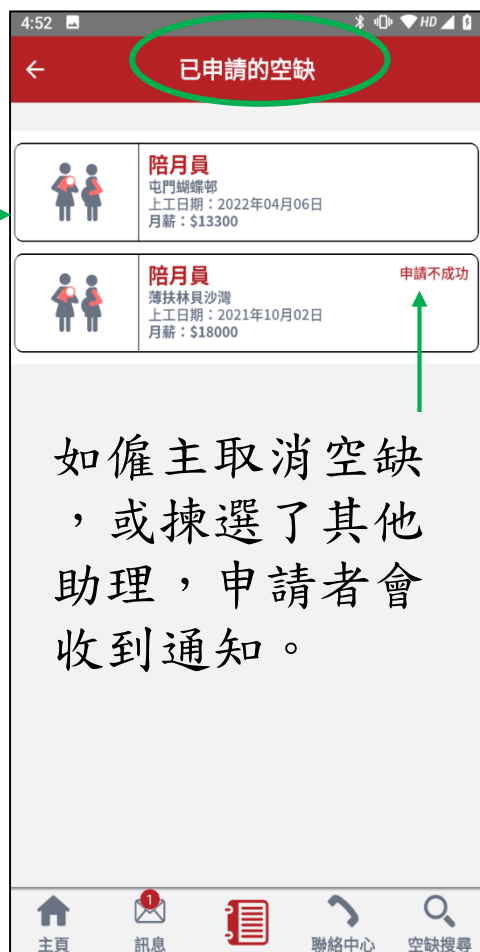 4:52
HD
已申請的空缺
陪月員
屯門蝴蝶邨
上工日期：2022年04月06日
月薪：$13300
陪月員
申請不成功
薄扶林貝沙灣
上工日期：2021年10月02日
月薪：$18000
如僱主取消空缺
，或揀選了其他
助理，申請者會
收到通知。
1
主頁
訊息
聯絡中心
空缺搜尋